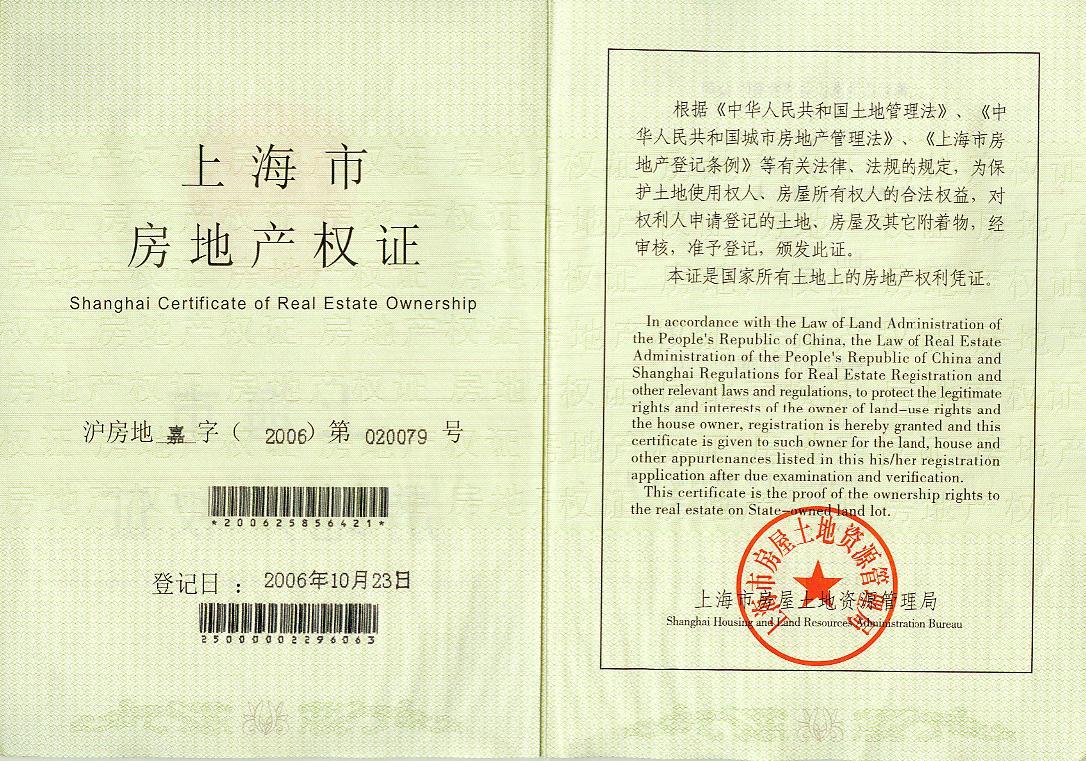 上海市
房地产权证
Shanghai Certificate of Real Estate Ownership
沪房地 嘉 字（ 2006）第 020079 号
*200625856421*
登记日 ： 2006年10月23日
25000002296063
根据《中华人民共和国土地管理法》、《中
华人民共和国城市房地产管理法》、《上海市房
地产登记条例》等有关法律、法规的规定，为保
护土地使用权人、房屋所有权人的合法权益，对
权利人申请登记的土地、房屋及其它附着物，经
审核，准予登记，颁发此证。
本证是国家所有土地上的房地产权利凭证。
In accordance with the Law of Land Administration of
the People's Republic of China, the Law of Real Estate
Administration of the People's Republic of China and
Shanghai Regulations for Real Estate Registration and
other relevant laws and regulations, to protect the legitimate
rights and interests of the owner of land-use rights and
the house owner, registration is hereby granted and this
certificate is given to such owner for the land, house and
other appurtenances listed in this his/her registration
application after due examination and verification.
This certificate is the proof of the ownership rights to
the real estate on State-owned land lot.
上海市房屋土地资源管理局
上海市房屋土地资源管理局
Shanghai Housing and Land Resources Administration Bureau